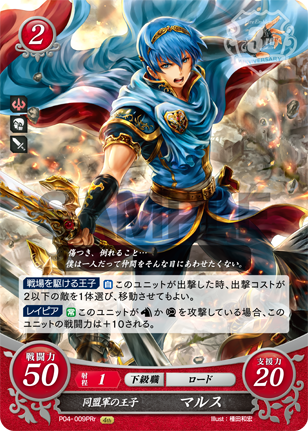 2
傷つき、倒れること…
僕は一人だって仲間をそんな目にあわせたくない。
戦場を駆ける王子 自 このユニットが出撃した時、出撃コストが
２以下の敵を１体選び、移動させてもよい。
レイピア 常 このユニットがか を攻撃している場合、この
ユニットの戦闘力は＋10される。
戦闘力
50
射程 1 下級職 ロード
支援力
20
同盟軍の王子 マルス
P04-009PRr
Illust：種田和宏